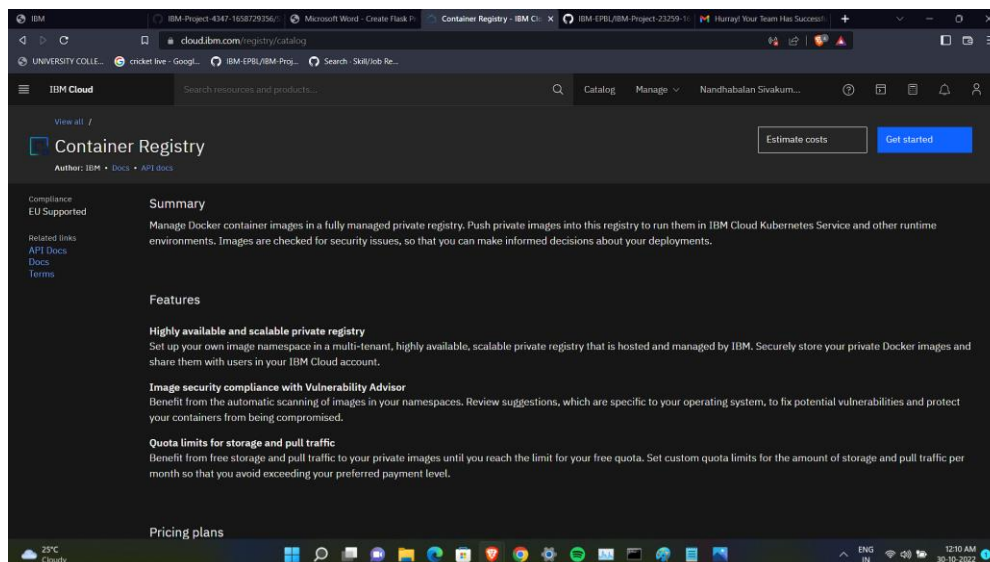 IBM
IBM-Project-4347-1658729356/
Microsoft Word - Create Flask Pr
Container Registry - IBM Cl
IBM-EPBL/IBM-Project-23259-16
Hurray! Your Team Has Successfu
cloud.ibm.com/registry/catalog
UNIVERSITY COLLE...
cricket live - Googl...
IBM-EPBL/IBM-Proj...
Search · Skill/Job Re...
IBM Cloud
Search resources and products...
Catalog
Manage
Nandhabalan Sivakum...
View all /
Container Registry
Author: IBM • Docs • API docs
Estimate costs
Get started
Compliance
EU Supported
Related links
API Docs
Docs
Terms
Summary
Manage Docker container images in a fully managed private registry. Push private images into this registry to run them in IBM Cloud Kubernetes Service and other runtime
environments. Images are checked for security issues, so that you can make informed decisions about your deployments.
Features
Highly available and scalable private registry
Set up your own image namespace in a multi-tenant, highly available, scalable private registry that is hosted and managed by IBM. Securely store your private Docker images and
share them with users in your IBM Cloud account.
Image security compliance with Vulnerability Advisor
Benefit from the automatic scanning of images in your namespaces. Review suggestions, which are specific to your operating system, to fix potential vulnerabilities and protect
your containers from being compromised.
Quota limits for storage and pull traffic
Benefit from free storage and pull traffic to your private images until you reach the limit for your free quota. Set custom quota limits for the amount of storage and pull traffic per
month so that you avoid exceeding your preferred payment level.
Pricing plans
25°C
Cloudy
ENG
IN
12:10 AM
30-10-2022